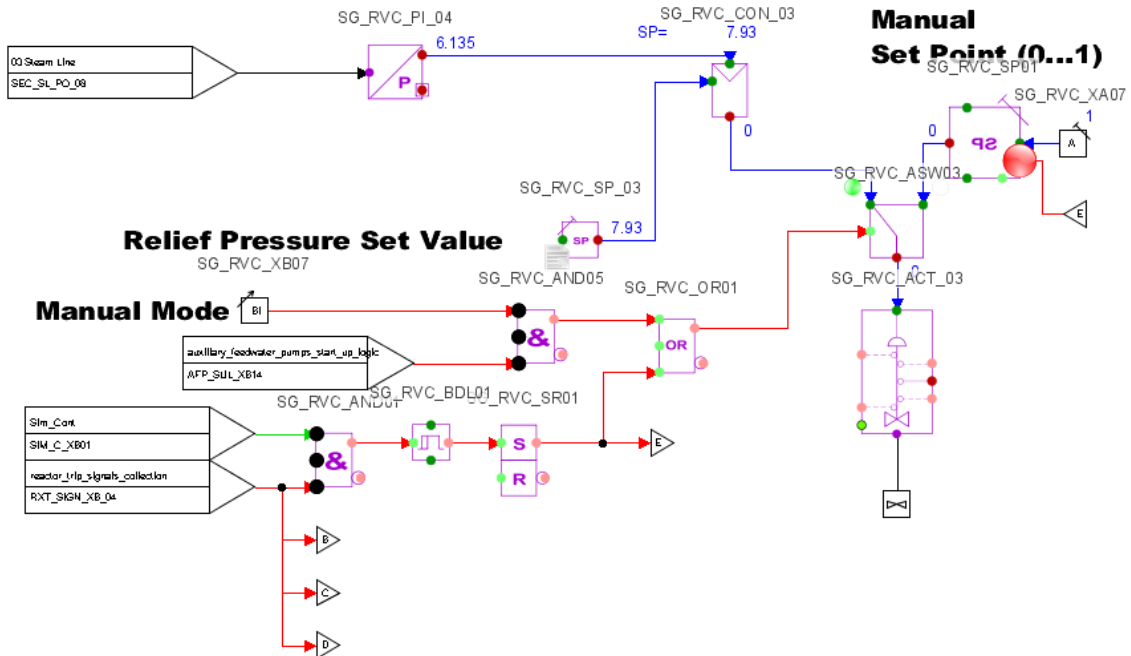 SG_RVC_PI_04
SG_RVC_CON_03
SP= 7.93
Manual
Set Point (0...1)
6.135
03 Steam Line
SEC_SL_PO_08
P
SG_RVC_SP01
SG_RVC_XA07
1
0
0
SP
A
SG_RVC_SP_03
SG_RVC_ASW03
E
SP
7.93
Relief Pressure Set Value
SG_RVC_XB07
SG_RVC_AND05
SG_RVC_OR01
SG_RVC_ACT_03
Manual Mode
BI
&
OR
auxiliary_feedwater_pumps_start_up_logic
AFP_SUL_XB14
SG_RVC_AND01
SG_RVC_BDL01
SG_RVC_SR01
Sim_Cont
SIM_C_XB01
&
S
E
reactor_trip_signals_collection
RXT_SIGN_XB_04
R
B
C
D